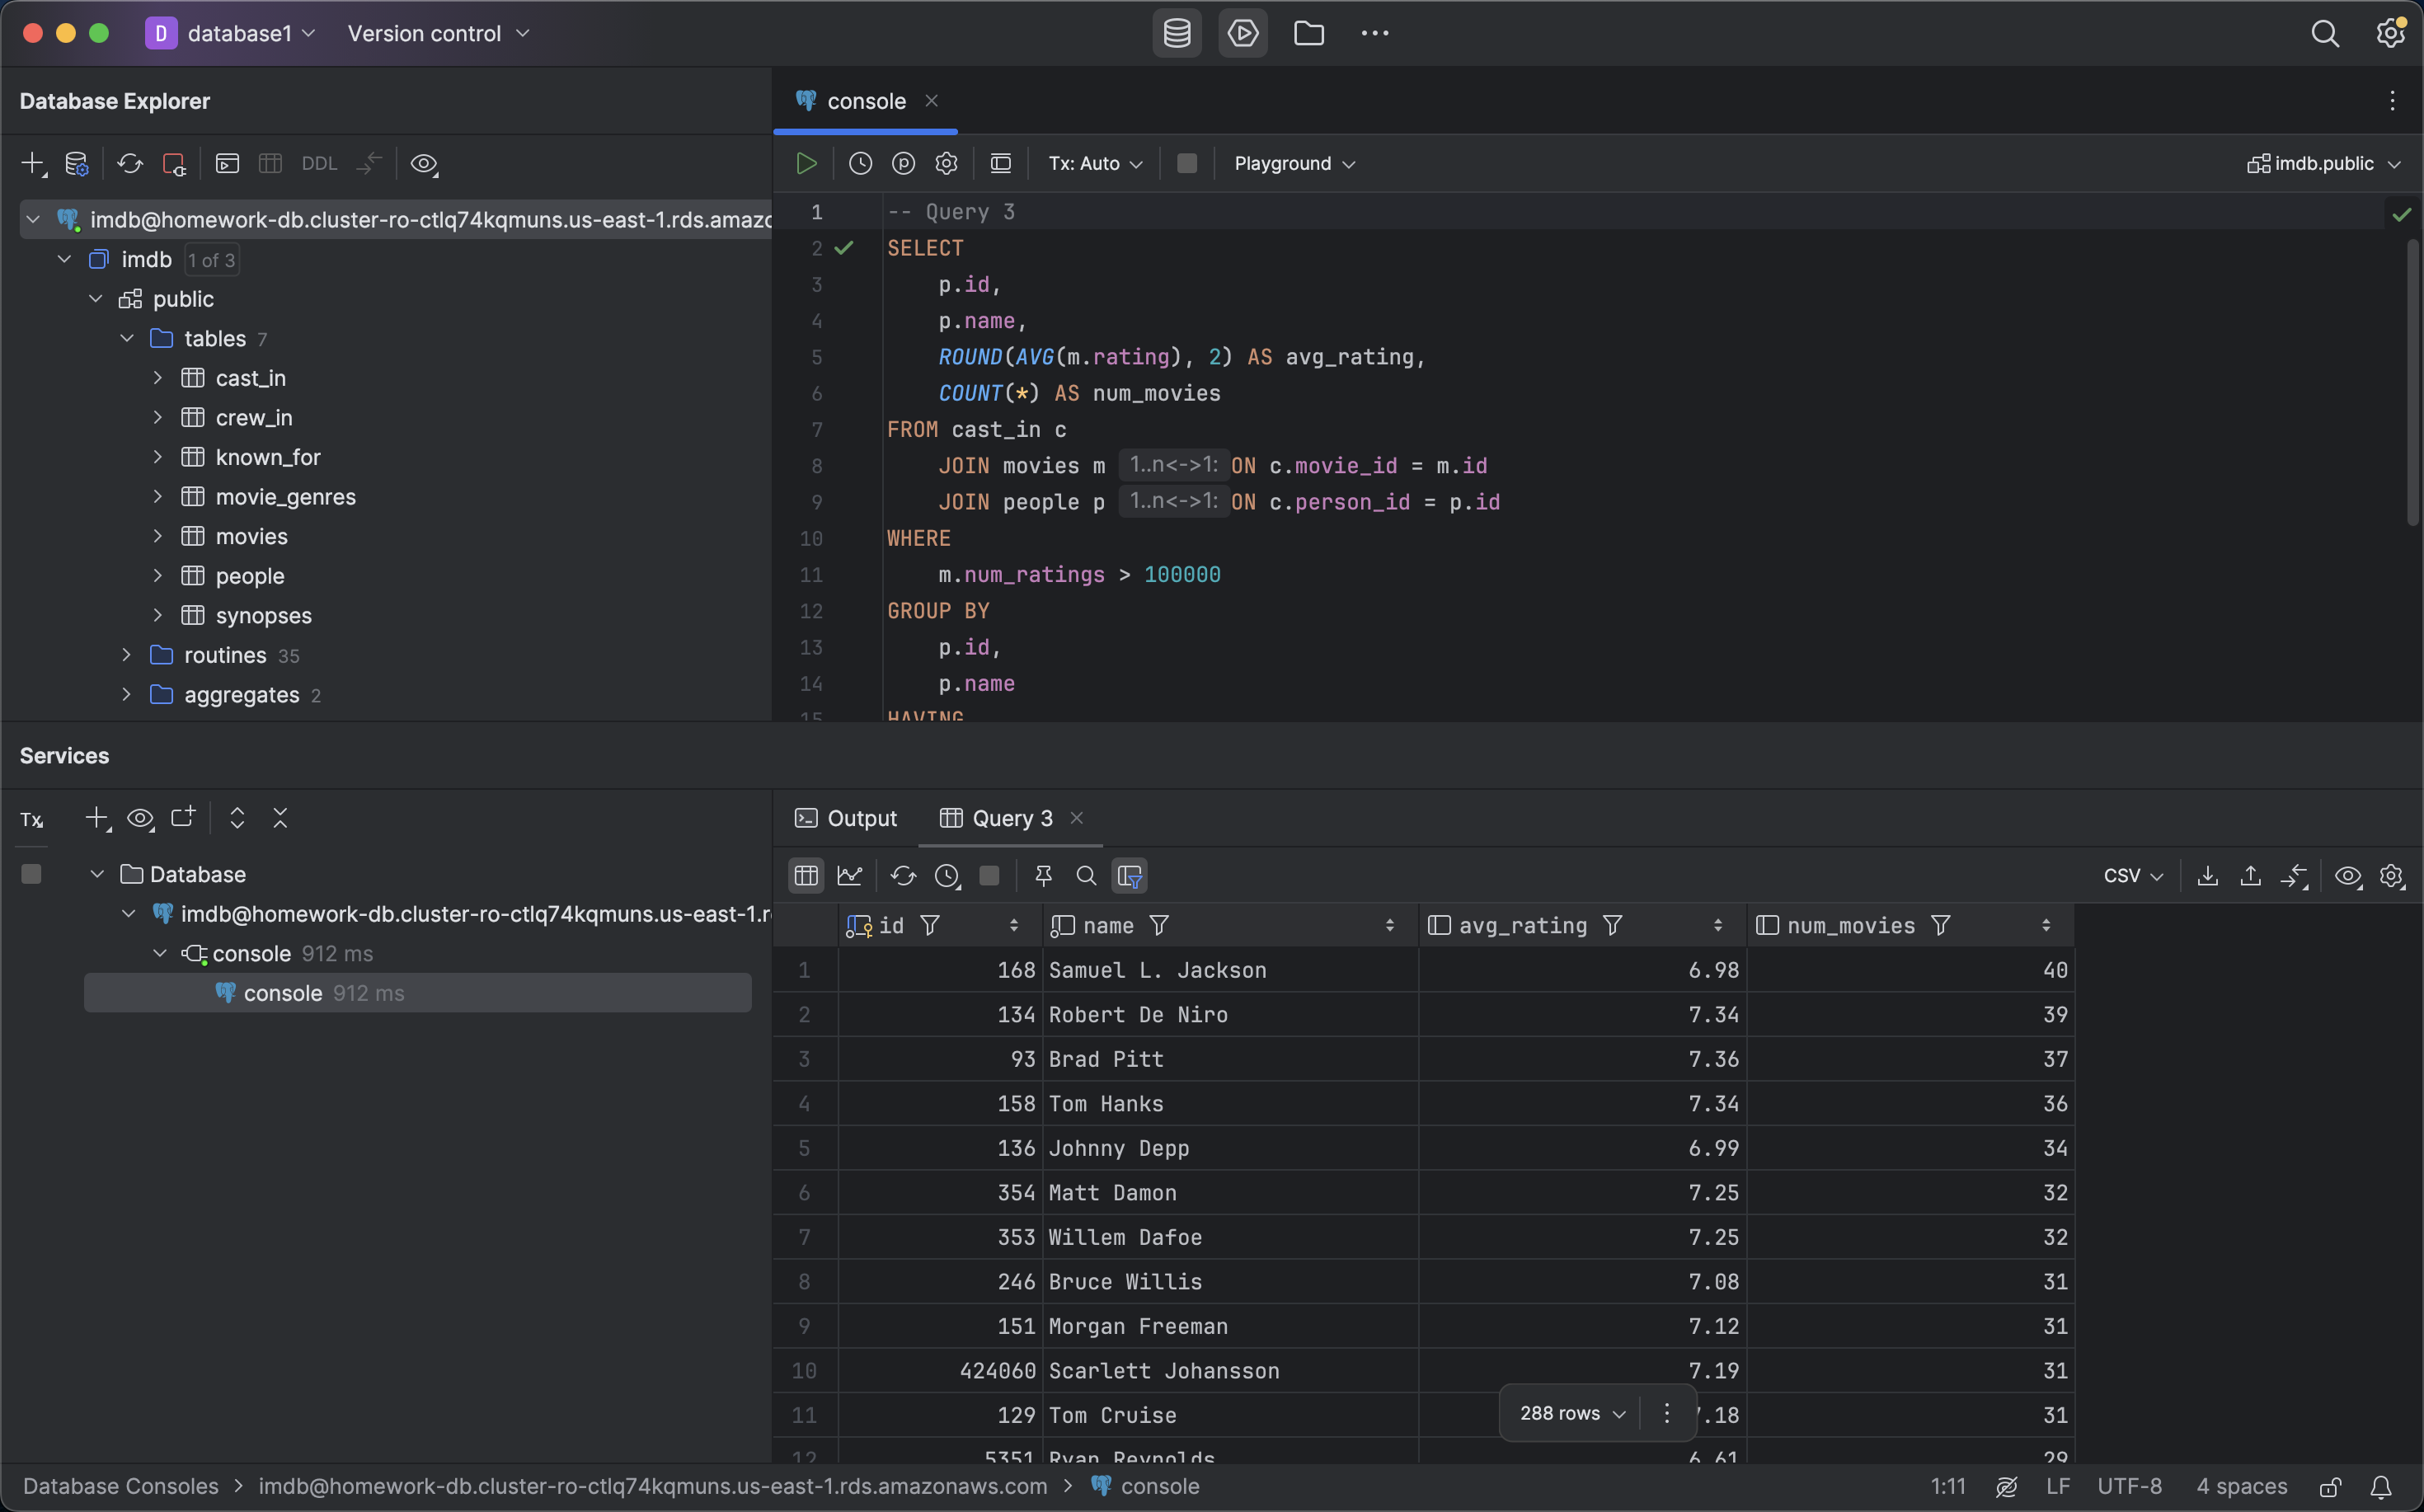 D database1 Version control
Database Explorer
DDL
imdb@homework-db.cluster-ro-ctlq74kqmuns.us-east-1.rds.amazo
imdb 1 of 3
public
tables 7
cast_in
crew_in
known_for
movie_genres
movies
people
synopses
routines 35
aggregates 2
console
Tx: Auto Playground imdb.public
1 -- Query 3
2 SELECT
3 p.id,
4 p.name,
5 ROUND(AVG(m.rating), 2) AS avg_rating,
6 COUNT(*) AS num_movies
7 FROM cast_in c
8 JOIN movies m 1..n<->1: ON c.movie_id = m.id
9 JOIN people p 1..n<->1: ON c.person_id = p.id
10 WHERE
11 m.num_ratings > 100000
12 GROUP BY
13 p.id,
14 p.name
15 HAVING
Services
Tx
Database
imdb@homework-db.cluster-ro-ctlq74kqmuns.us-east-1.r
console 912 ms
console 912 ms
Output Query 3
CSV
id name avg_rating num_movies
1 168 Samuel L. Jackson 6.98 40
2 134 Robert De Niro 7.34 39
3 93 Brad Pitt 7.36 37
4 158 Tom Hanks 7.34 36
5 136 Johnny Depp 6.99 34
6 354 Matt Damon 7.25 32
7 353 Willem Dafoe 7.25 32
8 246 Bruce Willis 7.08 31
9 151 Morgan Freeman 7.12 31
10 424060 Scarlett Johansson 7.19 31
11 129 Tom Cruise 7.18 31
12 5351 Ryan Reynolds 6.61 29
288 rows
Database Consoles > imdb@homework-db.cluster-ro-ctlq74kqmuns.us-east-1.rds.amazonaws.com > console
1:11 LF UTF-8 4 spaces